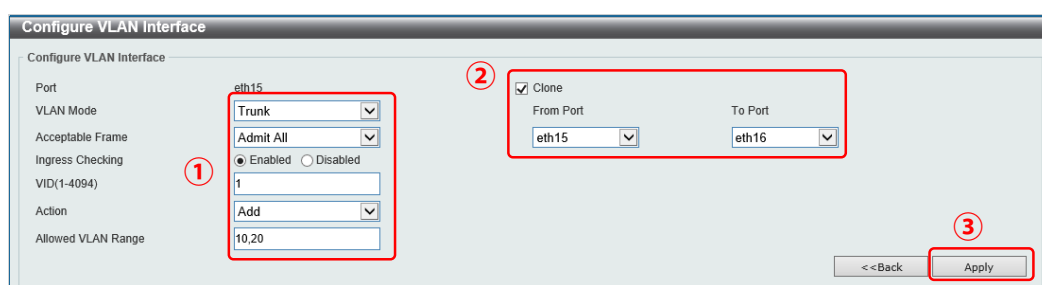 Configure VLAN Interface
Configure VLAN Interface
Port eth15
VLAN Mode Trunk
Acceptable Frame Admit All
Ingress Checking Enabled Disabled
VID(1-4094) 1
Action Add
Allowed VLAN Range 10,20
①
② Clone
From Port To Port
eth15 eth16
③
<<Back Apply